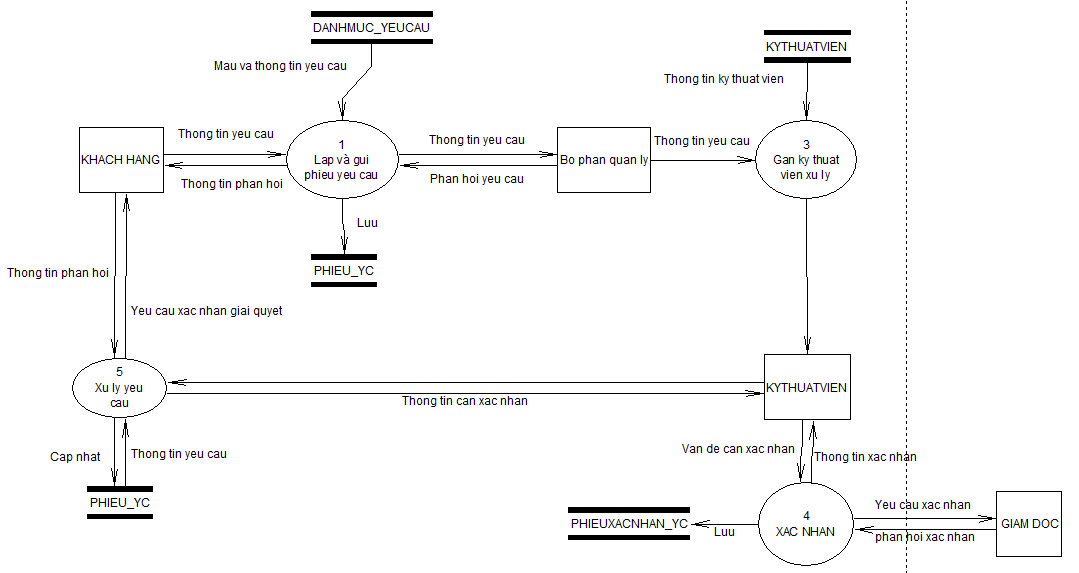 DANHMUC_YEUCAU
KYTHUATVIEN
Mau va thong tin yeu cau
Thong tin ky thuat vien
KHACH HANG
Thong tin yeu cau
Thong tin phan hoi
1
Lap và gui
phieu yeu cau
Thong tin yeu cau
Phan hoi yeu cau
Bo phan quan ly
Thong tin yeu cau
3
Gan ky thuat
vien xu ly
Luu
PHIEU_YC
Thong tin phan hoi
Yeu cau xac nhan giai quyet
5
Xu ly yeu
cau
Thong tin can xac nhan
KYTHUATVIEN
Cap nhat
Thong tin yeu cau
PHIEU_YC
Van de can xac nhan
Thong tin xac nhan
PHIEUXACNHAN_YC
Luu
4
XAC NHAN
Yeu cau xac nhan
phan hoi xac nhan
GIAM DOC